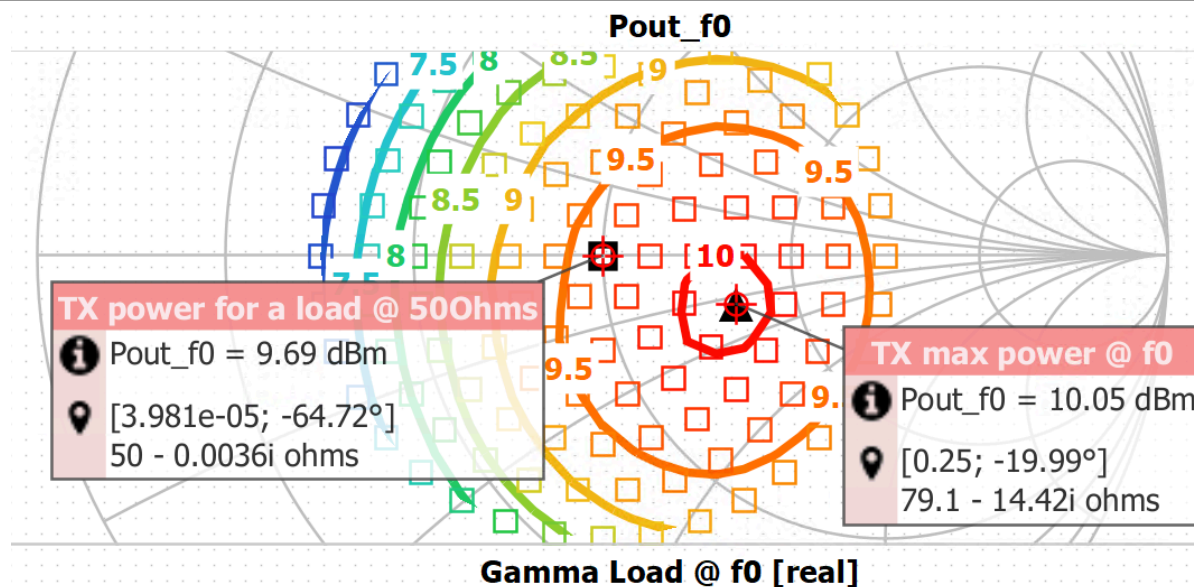 Pout_f0
7.5
8
8.5
9
9.5
9.5
8.5
9
8
10
7.5
TX power for a load @ 50Ohms
Pout_f0 = 9.69 dBm
[3.981e-05; -64.72°]
50 - 0.0036i ohms
9.5
9.
TX max power @ f0
Pout_f0 = 10.05 dBm
[0.25; -19.99°]
79.1 - 14.42i ohms
Gamma Load @ f0 [real]